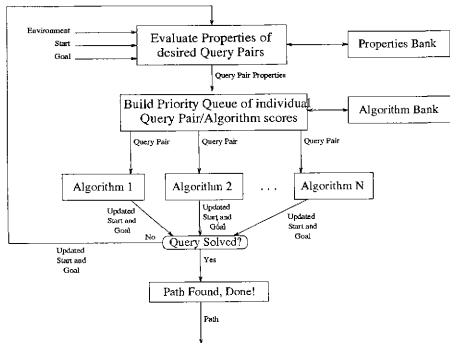 Environment
Start
Goal
Evaluate Properties of
desired Query Pairs
Properties Bank
Query Pair Properties
Build Priority Queue of individual
Query Pair/Algorithm scores
Algorithm Bank
Query Pair
Query Pair
Query Pair
Algorithm 1
Algorithm 2
. . .
Algorithm N
Updated
Start and
Goal
Updated
Start and
Goal
Updated
Start and
Goal
No
Query Solved?
Updated
Start and
Goal
Yes
Path Found, Done!
Path